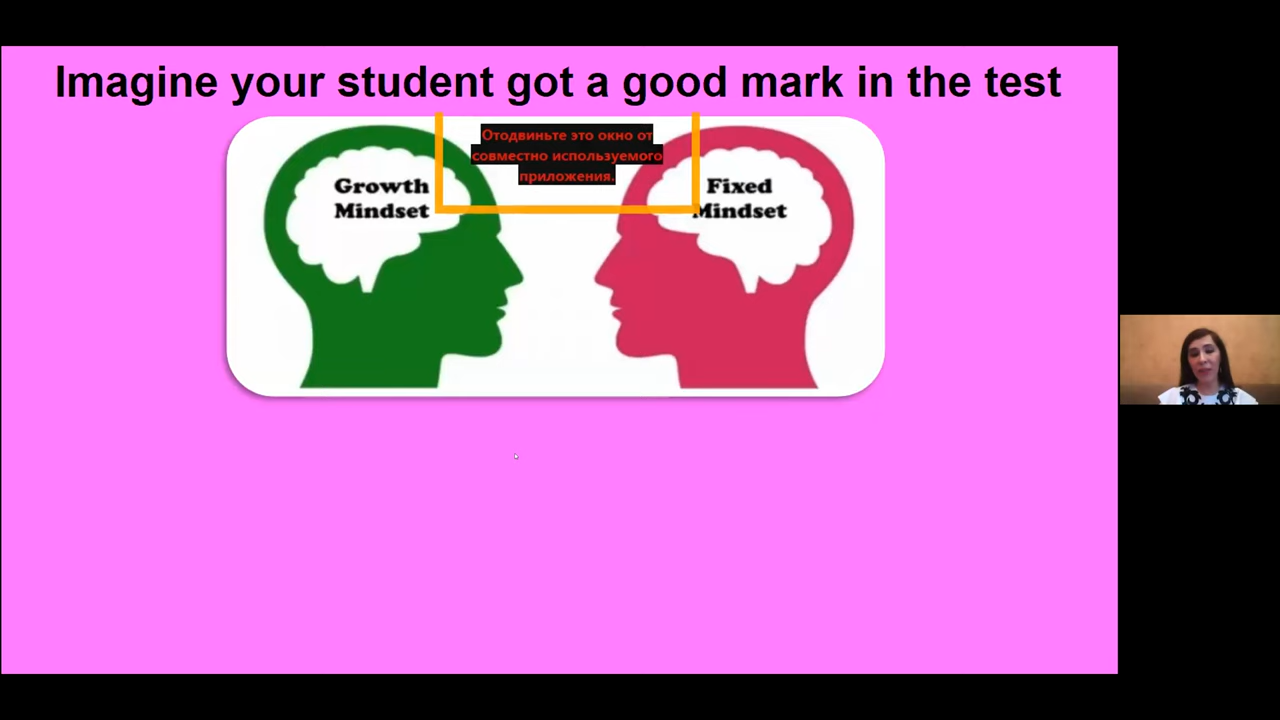 Imagine your student got a good mark in the test
Отодвиньте это окно от
совместно используемого
приложения.
Growth
Mindset
Fixed
Mindset